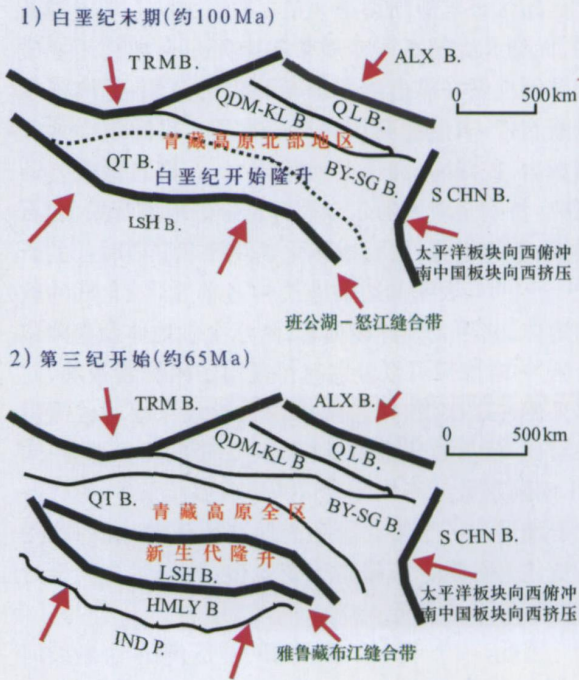 1) 白垩纪末期(约100Ma)
TRMB.
ALX B.
QDM-KL B
Q L B.
0 500km
青藏高原北部地区
QT B.
BY-SG B.
白垩纪开始隆升
S CHN B.
LSH B.
太平洋板块向西俯冲
南中国板块向西挤压
班公湖－怒江缝合带
2) 第三纪开始(约65Ma)
TRM B.
ALX B.
QDM-KL B
QL B.
0 500km
QT B.
青藏高原全区
BY-SG B.
S CHN B.
新生代隆升
LSH B.
太平洋板块向西俯冲
南中国板块向西挤压
HMLY B
IND P.
雅鲁藏布江缝合带